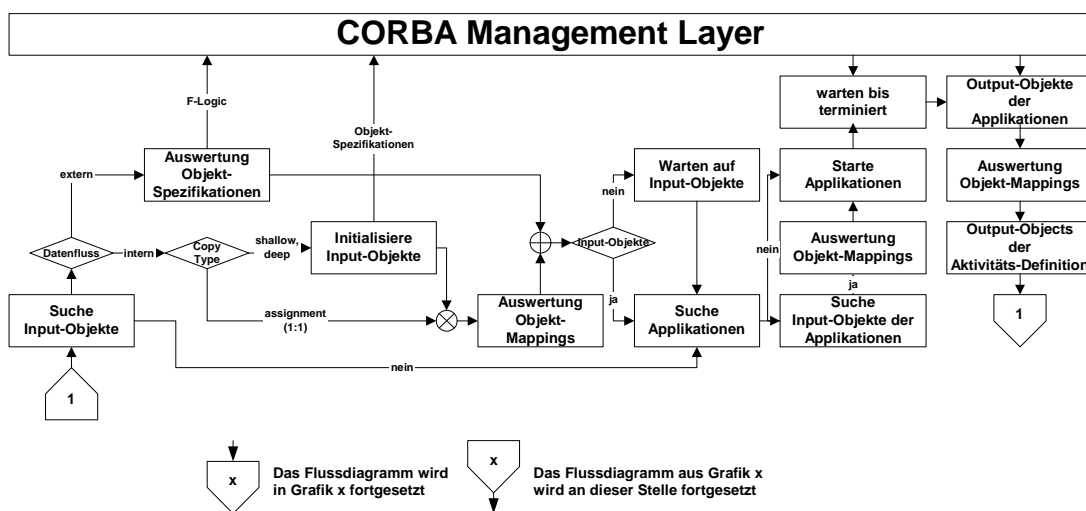 CORBA Management Layer
F-Logic
Objekt-
Spezifikationen
warten bis
terminiert
Output-Objekte
der
Applikationen
extern
Auswertung
Objekt-
Spezifikationen
Warten auf
Input-Objekte
Starte
Applikationen
Auswertung
Objekt-Mappings
nein
Datenfluss
intern
Copy
Type
shallow,
deep
Initialisiere
Input-Objekte
Input-Objekte
nein
Auswertung
Objekt-Mappings
Output-Objects
der
Aktivitäts-Definition
Suche
Input-Objekte
assignment
(1:1)
Auswertung
Objekt-
Mappings
ja
Suche
Applikationen
ja
Suche
Input-Objekte der
Applikationen
1
nein
1
x
Das Flussdiagramm wird
in Grafik x fortgesetzt
x
Das Flussdiagramm aus Grafik x
wird an dieser Stelle fortgesetzt